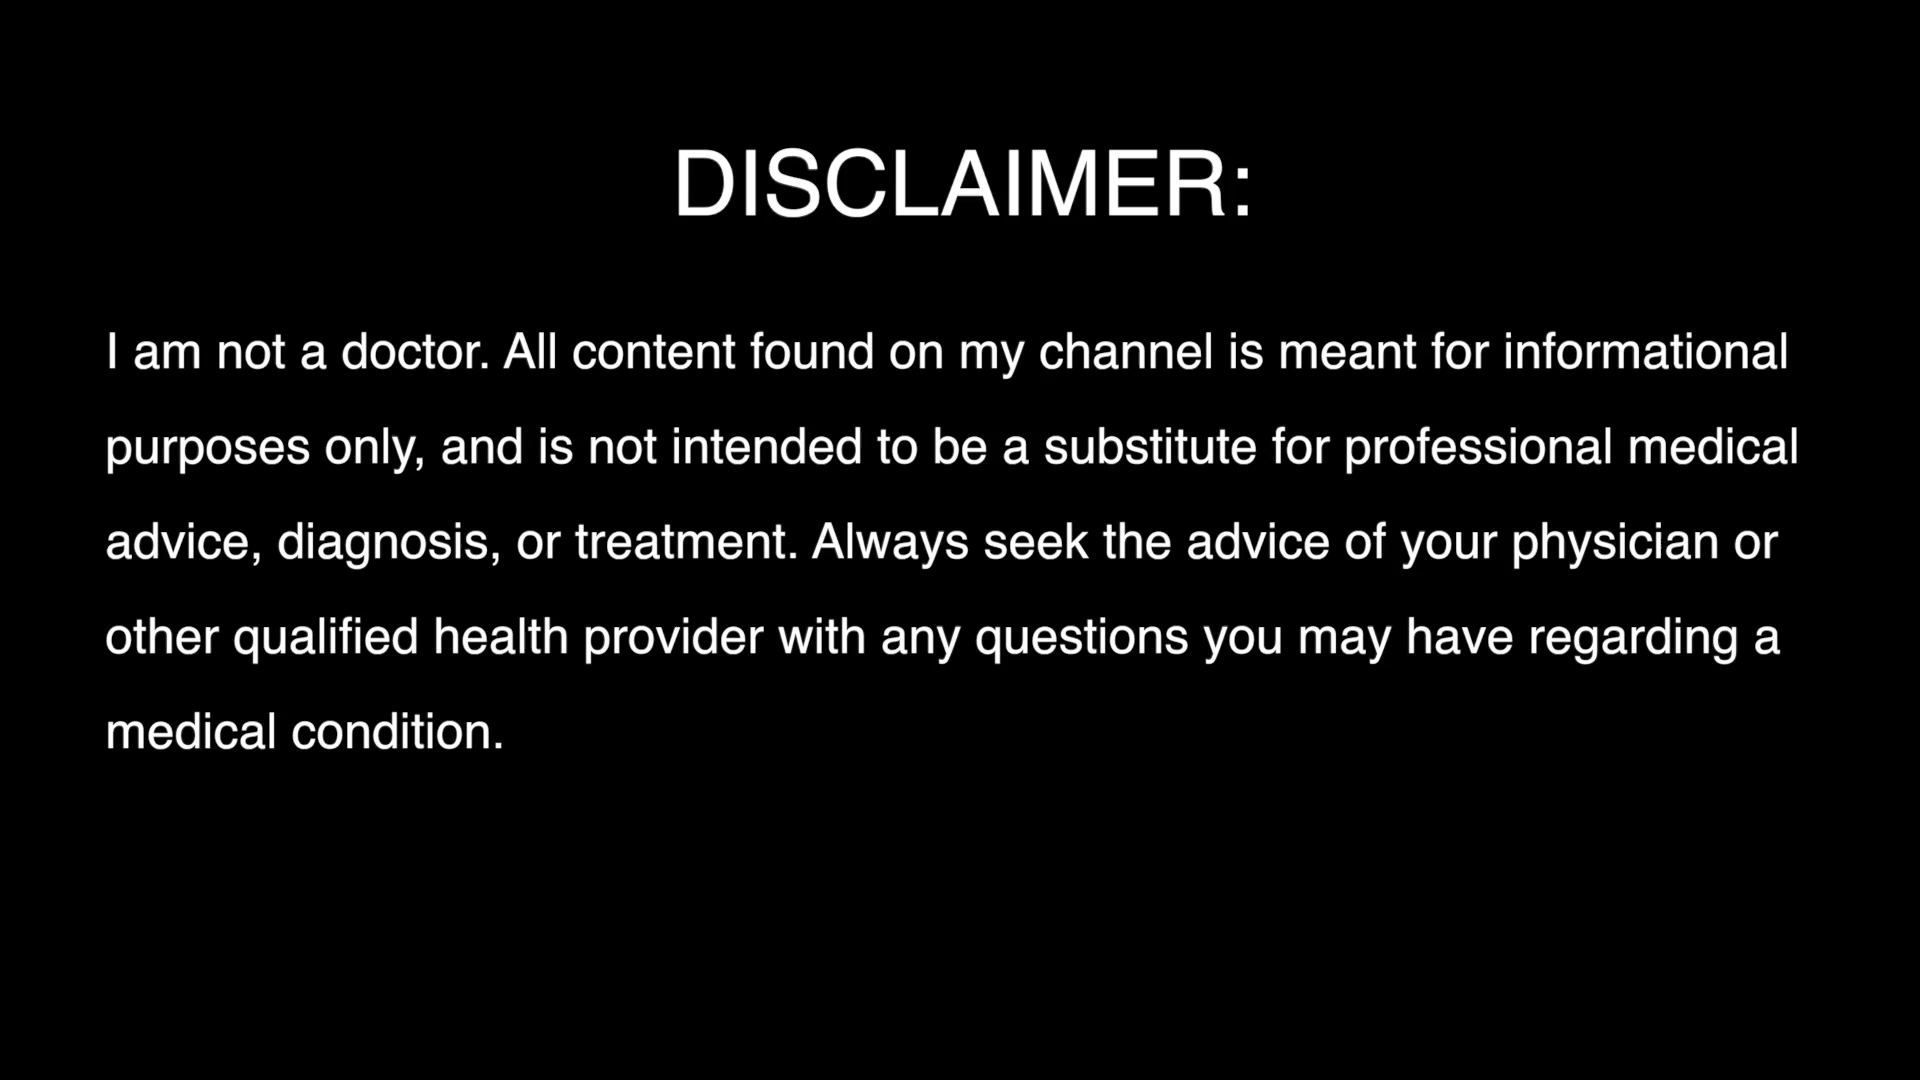 DISCLAIMER:
I am not a doctor. All content found on my channel is meant for informational
purposes only, and is not intended to be a substitute for professional medical
advice, diagnosis, or treatment. Always seek the advice of your physician or
other qualified health provider with any questions you may have regarding a
medical condition.